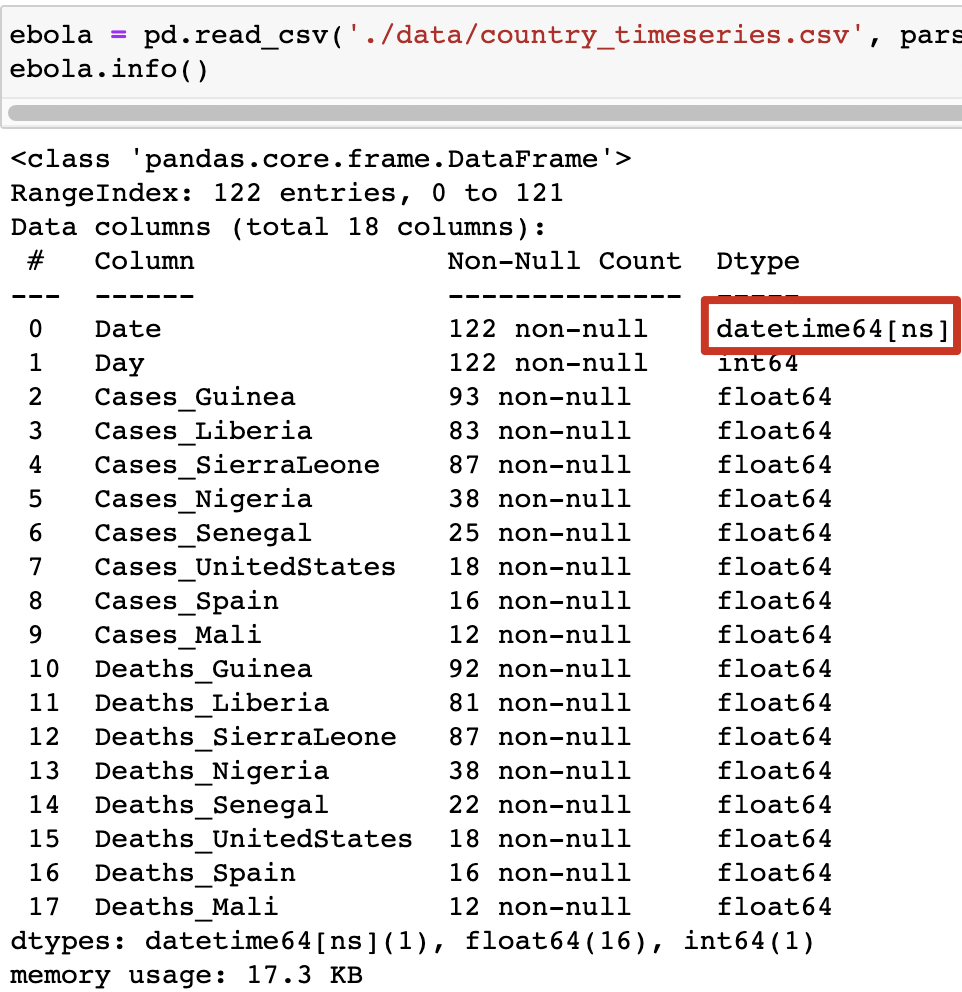 ebola = pd.read_csv('./data/country_timeseries.csv', pars
ebola.info()
<class 'pandas.core.frame.DataFrame'>
RangeIndex: 122 entries, 0 to 121
Data columns (total 18 columns):
 #   Column               Non-Null Count  Dtype
---  ------               --------------  -----
 0   Date                 122 non-null    datetime64[ns]
 1   Day                  122 non-null    int64
 2   Cases_Guinea         93 non-null     float64
 3   Cases_Liberia        83 non-null     float64
 4   Cases_SierraLeone    87 non-null     float64
 5   Cases_Nigeria        38 non-null     float64
 6   Cases_Senegal        25 non-null     float64
 7   Cases_UnitedStates   18 non-null     float64
 8   Cases_Spain          16 non-null     float64
 9   Cases_Mali           12 non-null     float64
 10  Deaths_Guinea        92 non-null     float64
 11  Deaths_Liberia       81 non-null     float64
 12  Deaths_SierraLeone   87 non-null     float64
 13  Deaths_Nigeria       38 non-null     float64
 14  Deaths_Senegal       22 non-null     float64
 15  Deaths_UnitedStates  18 non-null     float64
 16  Deaths_Spain         16 non-null     float64
 17  Deaths_Mali          12 non-null     float64
dtypes: datetime64[ns](1), float64(16), int64(1)
memory usage: 17.3 KB